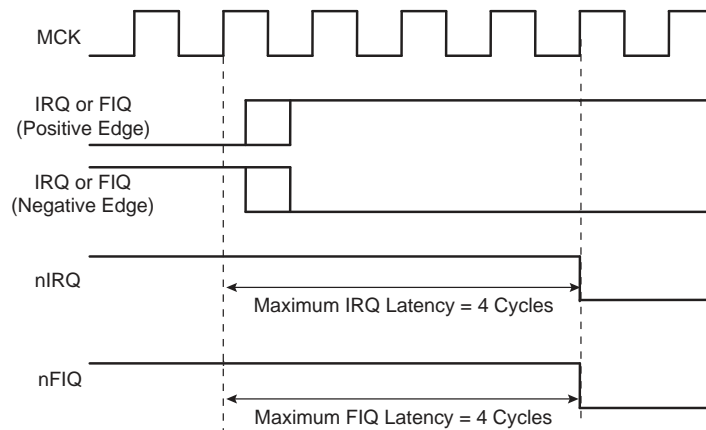 MCK
IRQ or FIQ
(Positive Edge)
IRQ or FIQ
(Negative Edge)
nIRQ
Maximum IRQ Latency = 4 Cycles
nFIQ
Maximum FIQ Latency = 4 Cycles